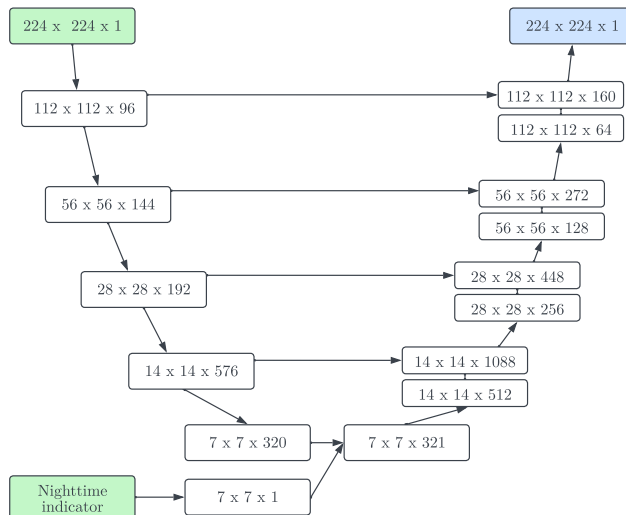 224 x 224 x 1
224 x 224 x 1
112 x 112 x 96
112 x 112 x 160
112 x 112 x 64
56 x 56 x 144
56 x 56 x 272
56 x 56 x 128
28 x 28 x 192
28 x 28 x 448
28 x 28 x 256
14 x 14 x 576
14 x 14 x 1088
14 x 14 x 512
7 x 7 x 320
7 x 7 x 321
Nighttime
indicator
7 x 7 x 1